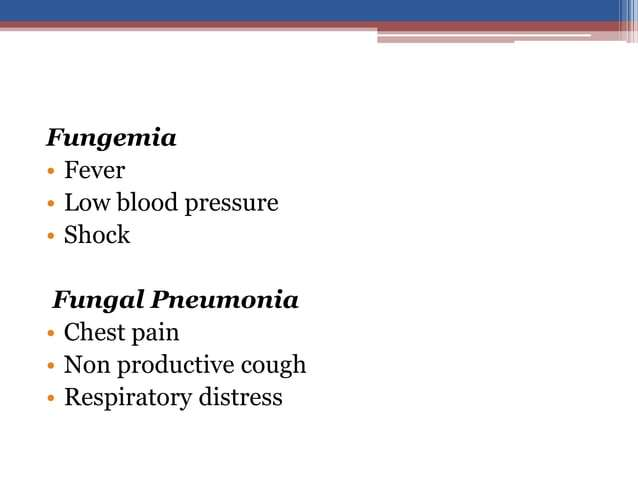 Fungemia
• Fever
• Low blood pressure
• Shock
Fungal Pneumonia
• Chest pain
• Non productive cough
• Respiratory distress